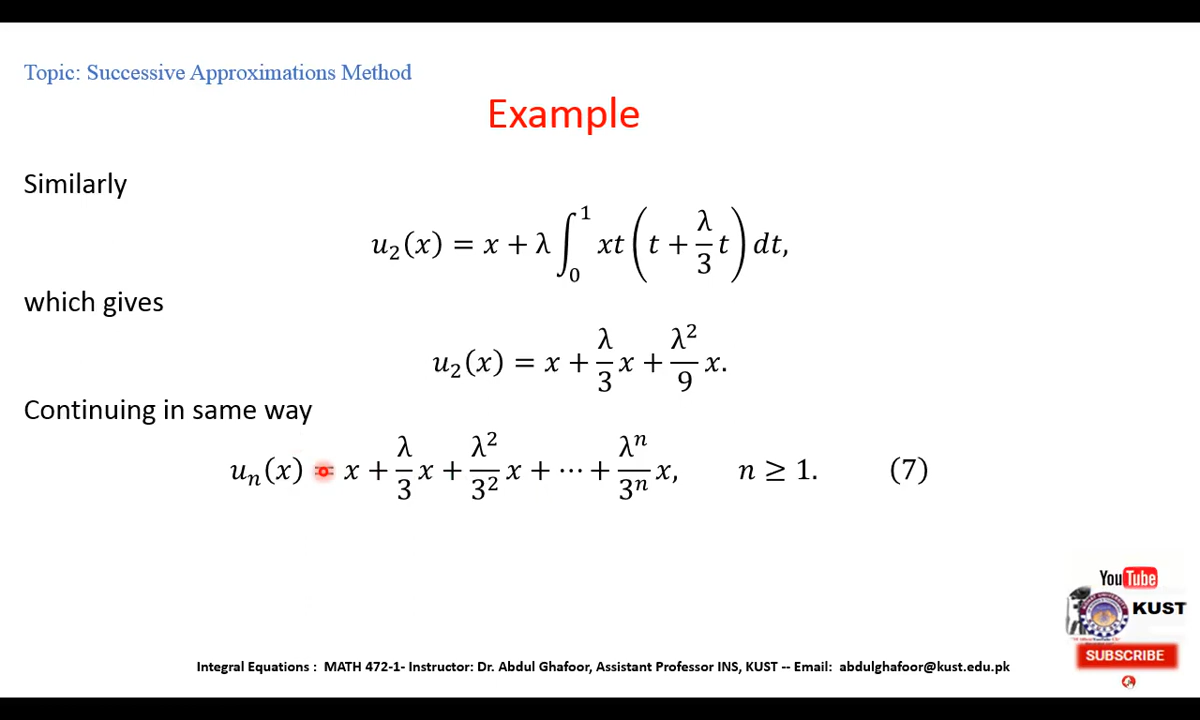 Topic: Successive Approximations Method
Example
Similarly
u₂(x) = x + λ ∫₀¹ xt (t + λ/3 t) dt,
which gives
u₂(x) = x + λ/3 x + λ²/9 x.
Continuing in same way
uₙ(x) = x + λ/3 x + λ²/3² x + ⋯ + λⁿ/3ⁿ x, n ≥ 1. (7)
YouTube
KUST
SUBSCRIBE
Integral Equations : MATH 472-1- Instructor: Dr. Abdul Ghafoor, Assistant Professor INS, KUST -- Email: abdulghafoor@kust.edu.pk